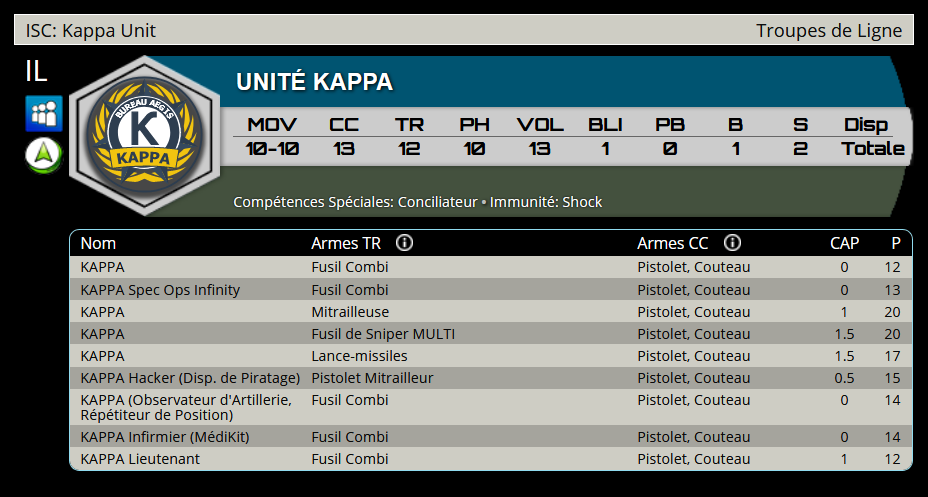 ISC: Kappa Unit Troupes de Ligne
IL
BUREAU AEGIS
K
KAPPA
UNITÉ KAPPA
MOV CC TR PH VOL BLI PB B S Disp
10-10 13 12 10 13 1 0 1 2 Totale
Compétences Spéciales: Conciliateur • Immunité: Shock
Nom Armes TR Armes CC CAP P
KAPPA Fusil Combi Pistolet, Couteau 0 12
KAPPA Spec Ops Infinity Fusil Combi Pistolet, Couteau 0 13
KAPPA Mitrailleuse Pistolet, Couteau 1 20
KAPPA Fusil de Sniper MULTI Pistolet, Couteau 1.5 20
KAPPA Lance-missiles Pistolet, Couteau 1.5 17
KAPPA Hacker (Disp. de Piratage) Pistolet Mitrailleur Pistolet, Couteau 0.5 15
KAPPA (Observateur d'Artillerie, Fusil Combi Pistolet, Couteau 0 14
Répétiteur de Position)
KAPPA Infirmier (MédiKit) Fusil Combi Pistolet, Couteau 0 14
KAPPA Lieutenant Fusil Combi Pistolet, Couteau 1 12